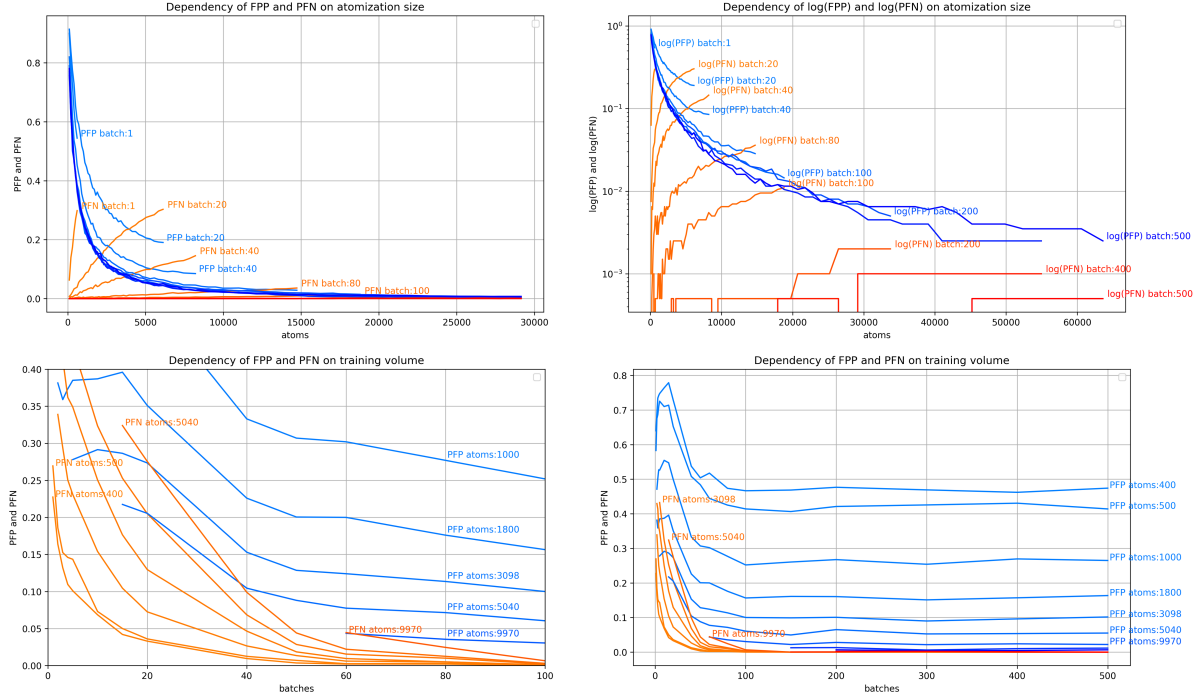 Dependency of FPP and PFN on atomization size
PFP and PFN
0.8
0.6
0.4
0.2
0.0
PFP batch:1
PFN batch:1
PFN batch:20
PFP batch:20
PFN batch:40
PFP batch:40
PFN batch:80
PFN batch:100
0
5000
10000
15000
20000
25000
30000
atoms
Dependency of log(FPP) and log(PFN) on atomization size
log(PFP) and log(PFN)
10⁰
10⁻¹
10⁻²
10⁻³
log(PFP) batch:1
log(PFN) batch:20
log(PFP) batch:20
log(PFN) batch:40
log(PFP) batch:40
log(PFN) batch:80
log(PFP) batch:100
log(PFN) batch:100
log(PFP) batch:200
log(PFP) batch:500
log(PFN) batch:200
log(PFN) batch:400
log(PFN) batch:500
0
10000
20000
30000
40000
50000
60000
atoms
Dependency of FPP and PFN on training volume
PFP and PFN
0.40
0.35
0.30
0.25
0.20
0.15
0.10
0.05
0.00
PFN atoms:5040
PFN atoms:500
PFN atoms:400
PFP atoms:1000
PFP atoms:1800
PFP atoms:3098
PFP atoms:5040
PFN atoms:9970
PFP atoms:9970
0
20
40
60
80
100
batches
Dependency of FPP and PFN on training volume
PFP and PFN
0.8
0.7
0.6
0.5
0.4
0.3
0.2
0.1
0.0
PFP atoms:400
PFN atoms:3098
PFP atoms:500
PFN atoms:5040
PFP atoms:1000
PFP atoms:1800
PFP atoms:3098
PFP atoms:5040
PFN atoms:9970
PFP atoms:9970
0
100
200
300
400
500
batches